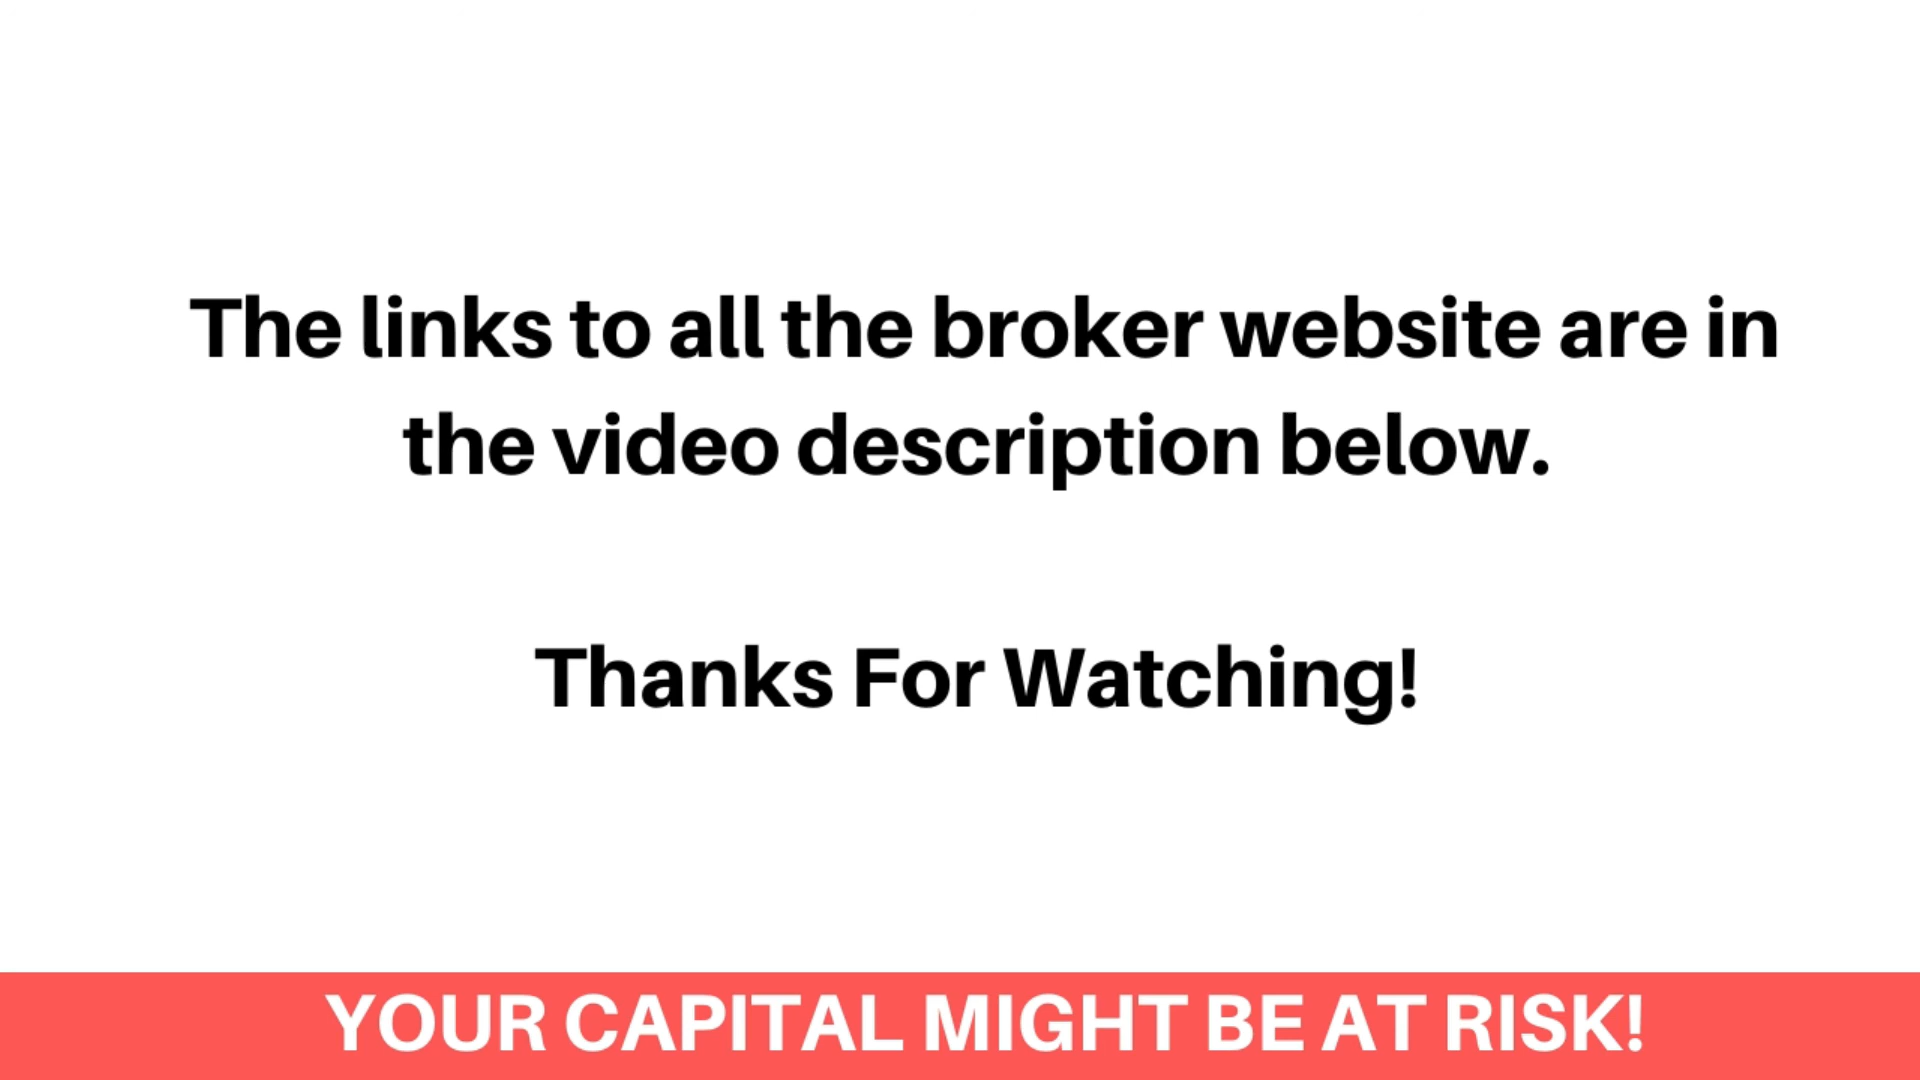 The links to all the broker website are in
the video description below.
Thanks For Watching!
YOUR CAPITAL MIGHT BE AT RISK!